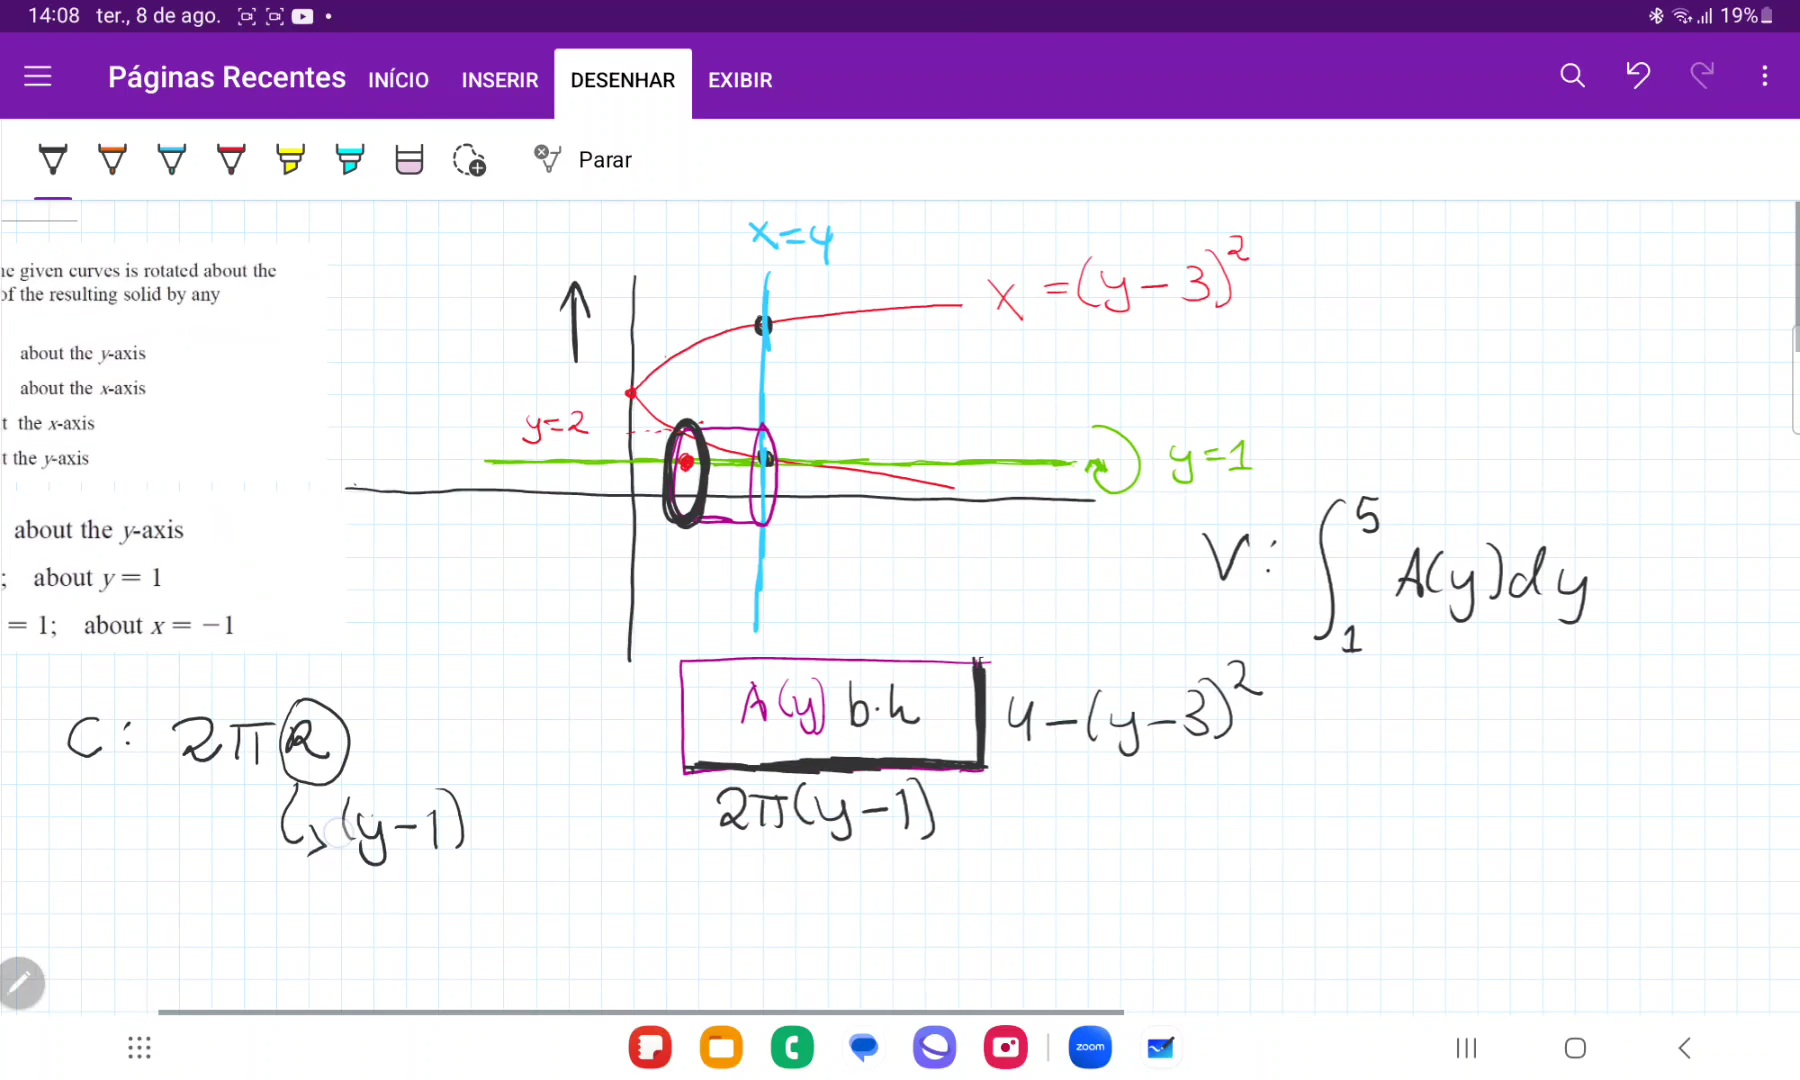 14:08 ter., 8 de ago.
19%
Páginas Recentes INÍCIO INSERIR DESENHAR EXIBIR
Parar
x=4
x = (y-3)²
given curves is rotated about the
of the resulting solid by any
about the y-axis
about the x-axis
t the x-axis
t the y-axis
y=2
y=1
about the y-axis
; about y = 1
= 1; about x = −1
V: ∫₁⁵ A(y)dy
C: 2πR
(y-1)
A(y) b·h
4-(y-3)²
2π(y-1)
zoom